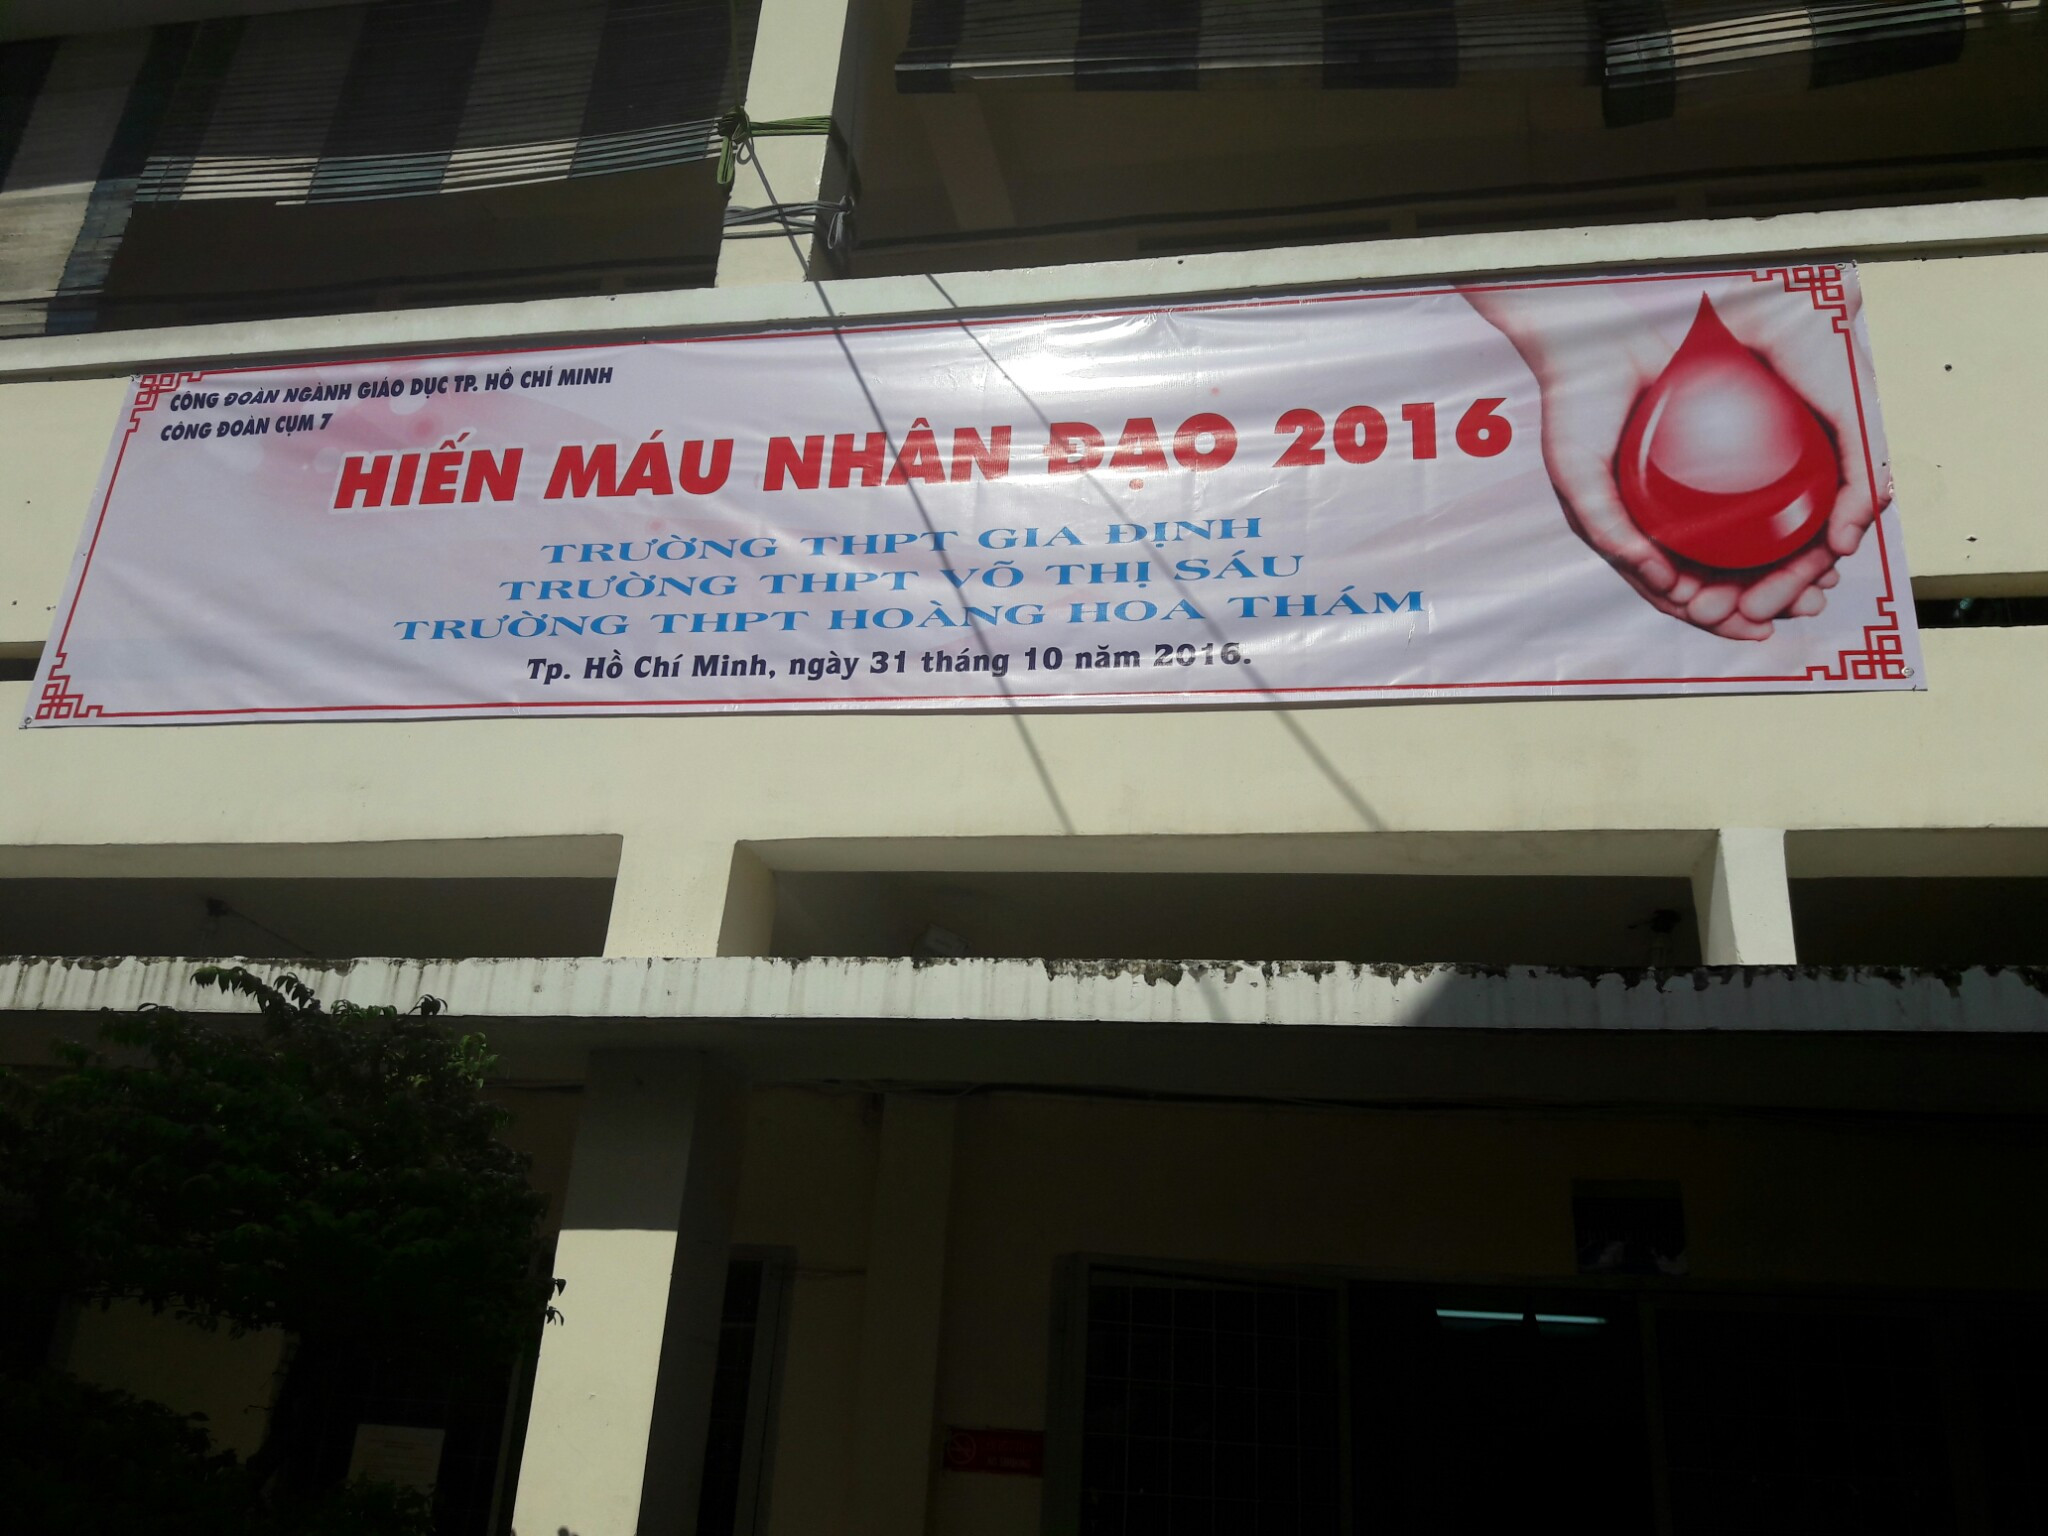 CÔNG ĐOÀN NGÀNH GIÁO DỤC TP. HỒ CHÍ MINH
CÔNG ĐOÀN CỤM 7
HIẾN MÁU NHÂN ĐẠO 2016
TRƯỜNG THPT GIA ĐỊNH
TRƯỜNG THPT VÕ THỊ SÁU
TRƯỜNG THPT HOÀNG HOA THÁM
Tp. Hồ Chí Minh, ngày 31 tháng 10 năm 2016.